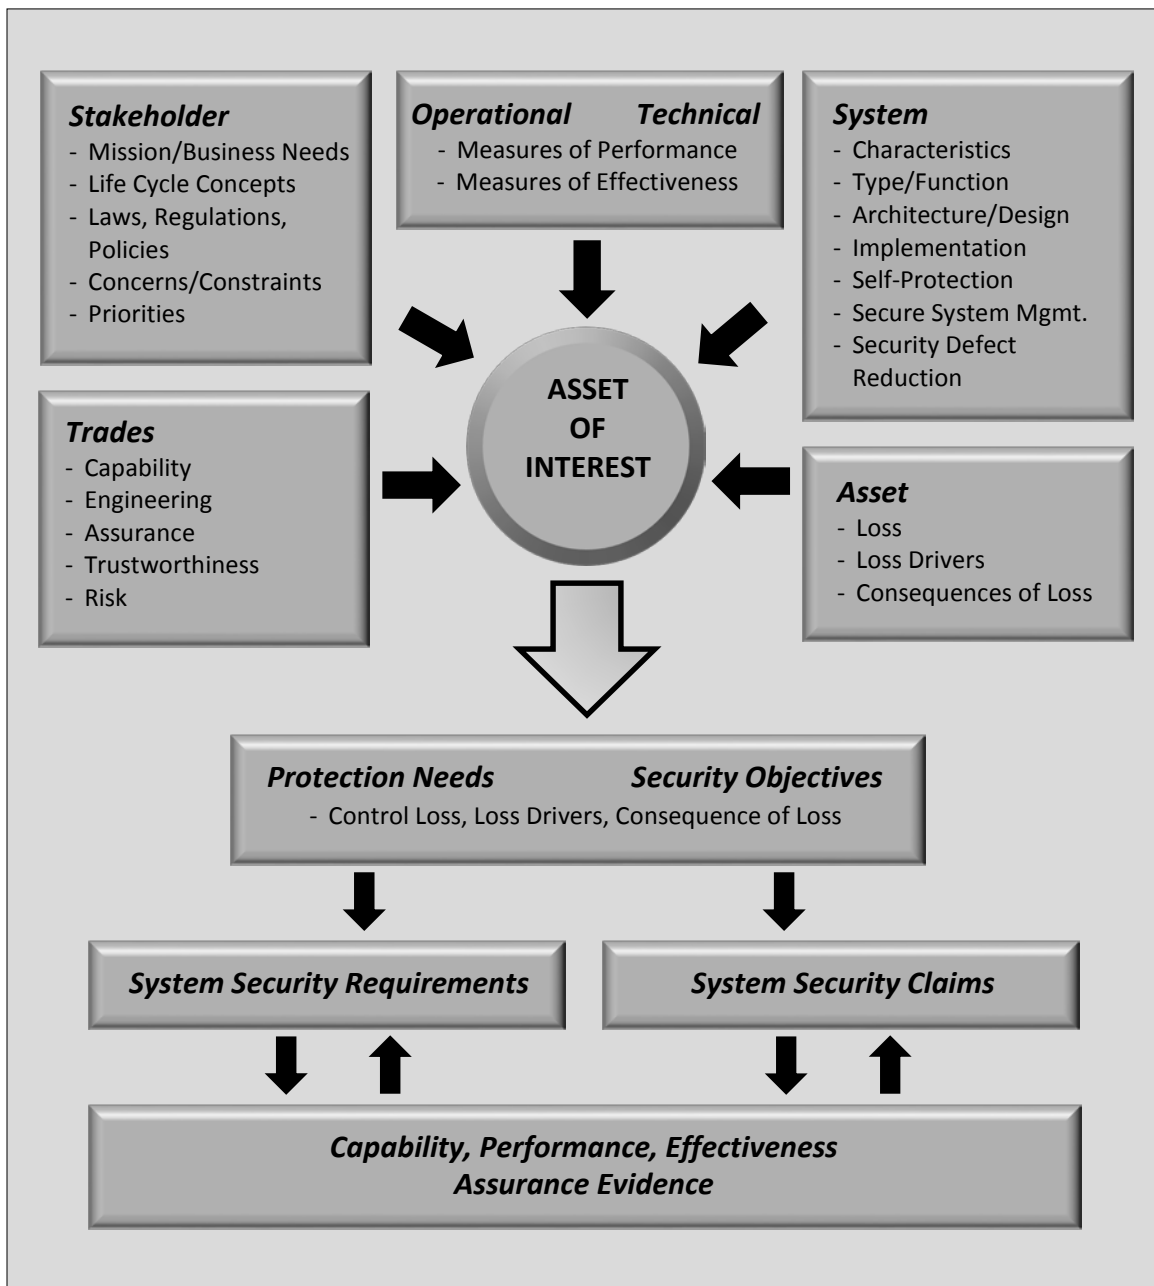 Stakeholder
- Mission/Business Needs
- Life Cycle Concepts
- Laws, Regulations,
Policies
- Concerns/Constraints
- Priorities
Operational Technical
- Measures of Performance
- Measures of Effectiveness
System
- Characteristics
- Type/Function
- Architecture/Design
- Implementation
- Self-Protection
- Secure System Mgmt.
- Security Defect
Reduction
Trades
- Capability
- Engineering
- Assurance
- Trustworthiness
- Risk
ASSET
OF
INTEREST
Asset
- Loss
- Loss Drivers
- Consequences of Loss
Protection Needs Security Objectives
- Control Loss, Loss Drivers, Consequence of Loss
System Security Requirements
System Security Claims
Capability, Performance, Effectiveness
Assurance Evidence